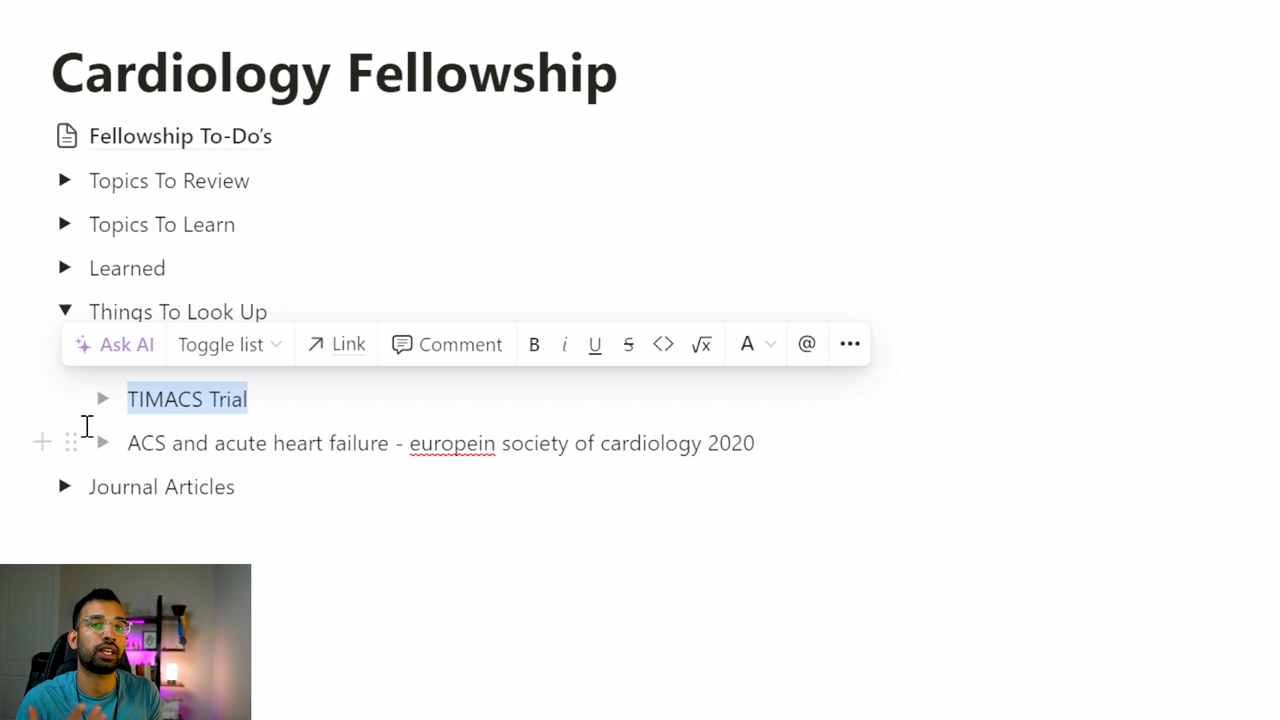 Cardiology Fellowship
Fellowship To-Do's
Topics To Review
Topics To Learn
Learned
Things To Look Up
Ask AI Toggle list Link Comment B i U S <> √x A @ •••
TIMACS Trial
ACS and acute heart failure - europein society of cardiology 2020
Journal Articles